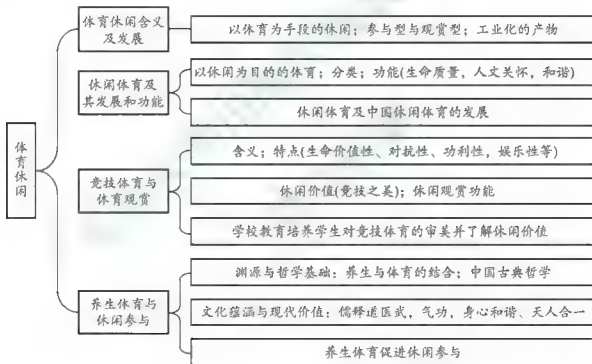 体育休闲
体育休闲含义
及发展
以体育为手段的休闲；参与型与观赏型；工业化的产物
休闲体育及
其发展和功能
以休闲为目的的体育；分类；功能(生命质量，人文关怀，和谐)
休闲体育及中国休闲体育的发展
竞技体育与
体育观赏
含义；特点(生命价值性、对抗性、功利性，娱乐性等)
休闲价值(竞技之美)；休闲观赏功能
学校教育培养学生对竞技体育的审美并了解休闲价值
养生体育与
休闲参与
渊源与哲学基础：养生与体育的结合；中国古典哲学
文化蕴涵与现代价值：儒释道医武，气功，身心和谐、天人合一
养生体育促进休闲参与